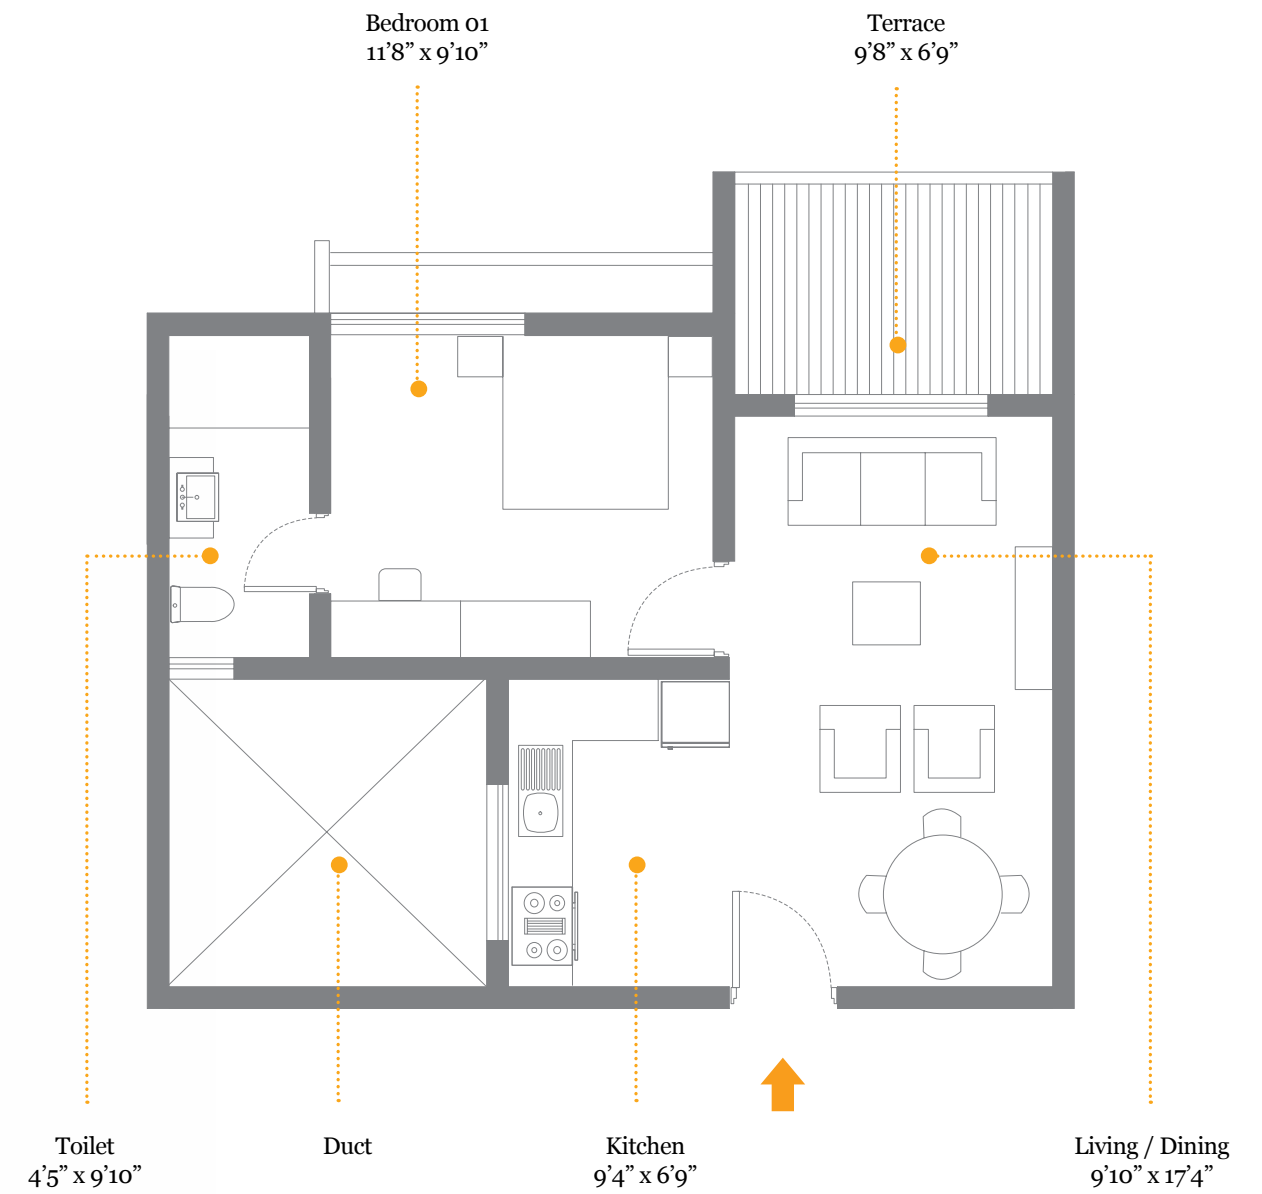 Bedroom 01
11’8” x 9’10”
Terrace
9’8” x 6’9”
Toilet
4’5” x 9’10”
Duct
Kitchen
9’4” x 6’9”
Living / Dining
9’10” x 17’4”